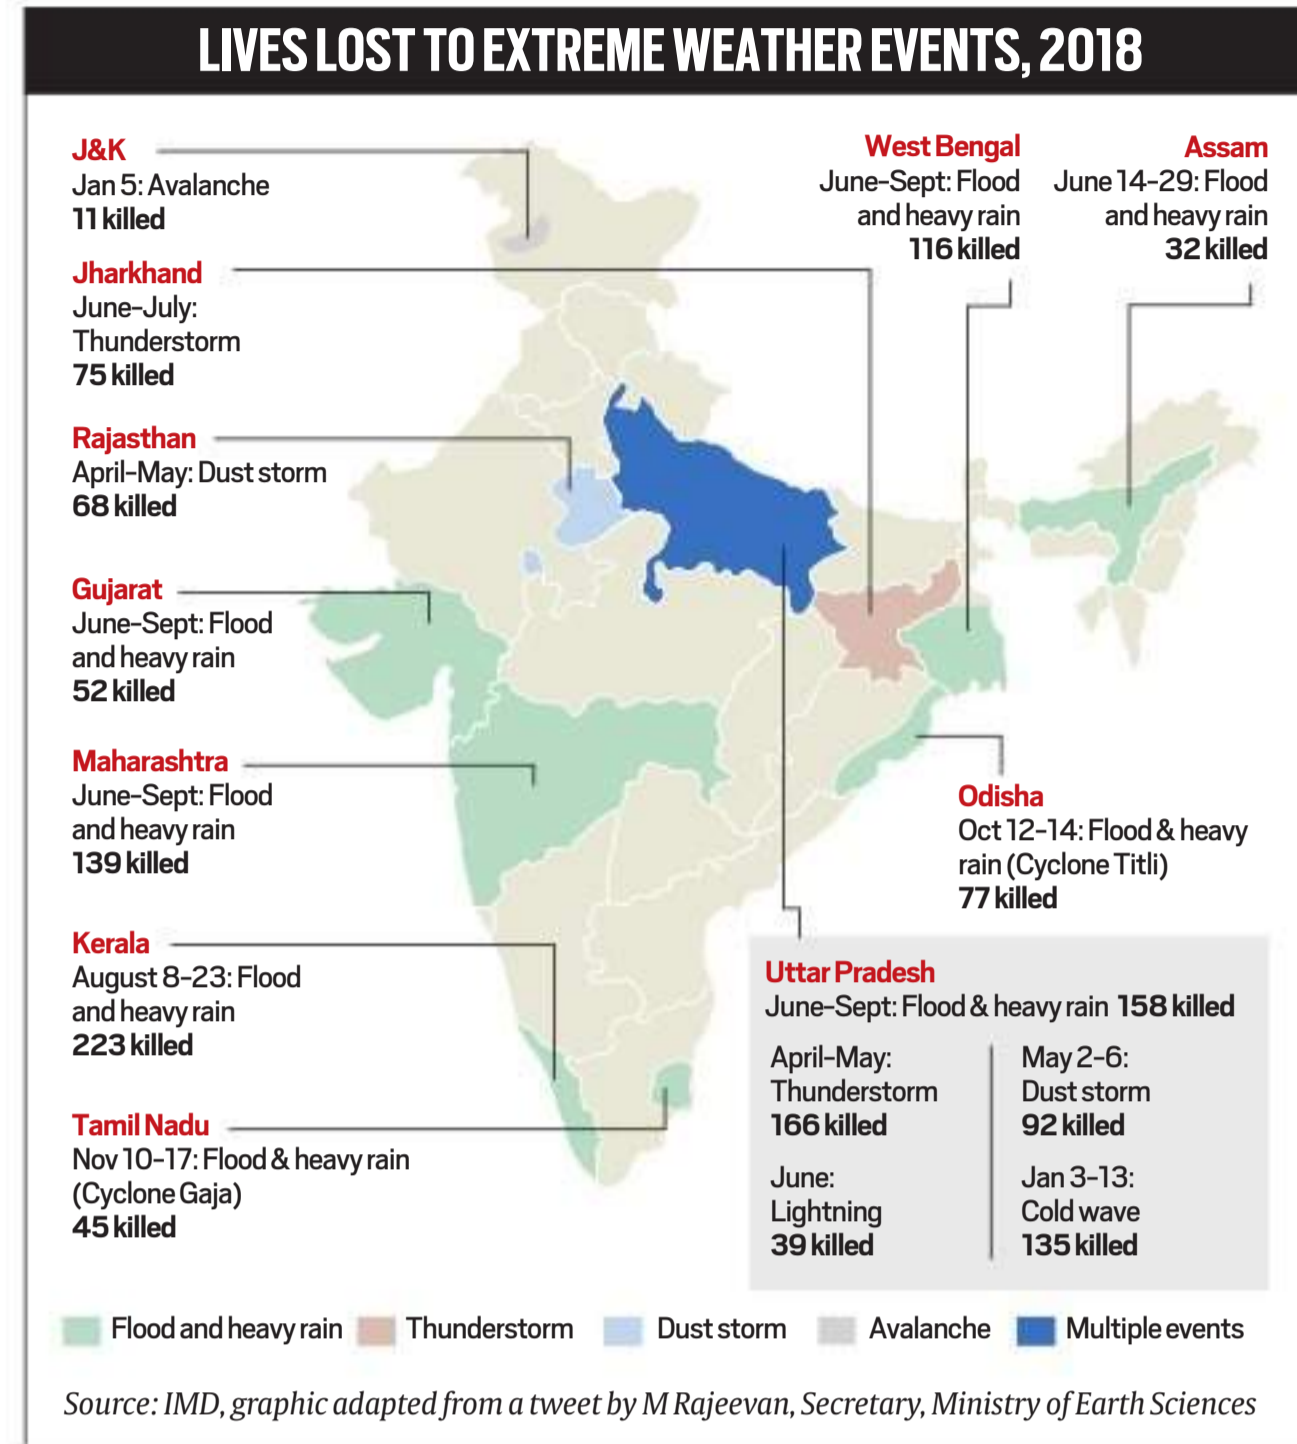 LIVES LOST TO EXTREME WEATHER EVENTS, 2018
J&K
Jan 5: Avalanche
11 killed
Jharkhand
June-July:
Thunderstorm
75 killed
Rajasthan
April-May: Dust storm
68 killed
Gujarat
June-Sept: Flood
and heavy rain
52 killed
Maharashtra
June-Sept: Flood
and heavy rain
139 killed
Kerala
August 8-23: Flood
and heavy rain
223 killed
Tamil Nadu
Nov 10-17: Flood & heavy rain
(Cyclone Gaja)
45 killed
West Bengal
June-Sept: Flood
and heavy rain
116 killed
Assam
June 14-29: Flood
and heavy rain
32 killed
Odisha
Oct 12-14: Flood & heavy
rain (Cyclone Titli)
77 killed
Uttar Pradesh
June-Sept: Flood & heavy rain 158 killed
April-May:
Thunderstorm
166 killed
June:
Lightning
39 killed
May 2-6:
Dust storm
92 killed
Jan 3-13:
Cold wave
135 killed
Flood and heavy rain Thunderstorm Dust storm Avalanche Multiple events
Source: IMD, graphic adapted from a tweet by M Rajeevan, Secretary, Ministry of Earth Sciences